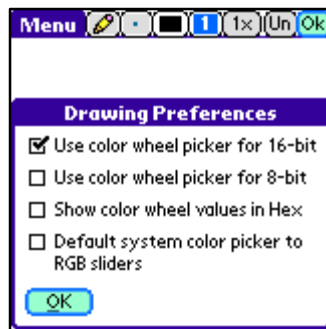 Menu 1 1x Un Ok
Drawing Preferences
Use color wheel picker for 16-bit
Use color wheel picker for 8-bit
Show color wheel values in Hex
Default system color picker to
RGB sliders
OK